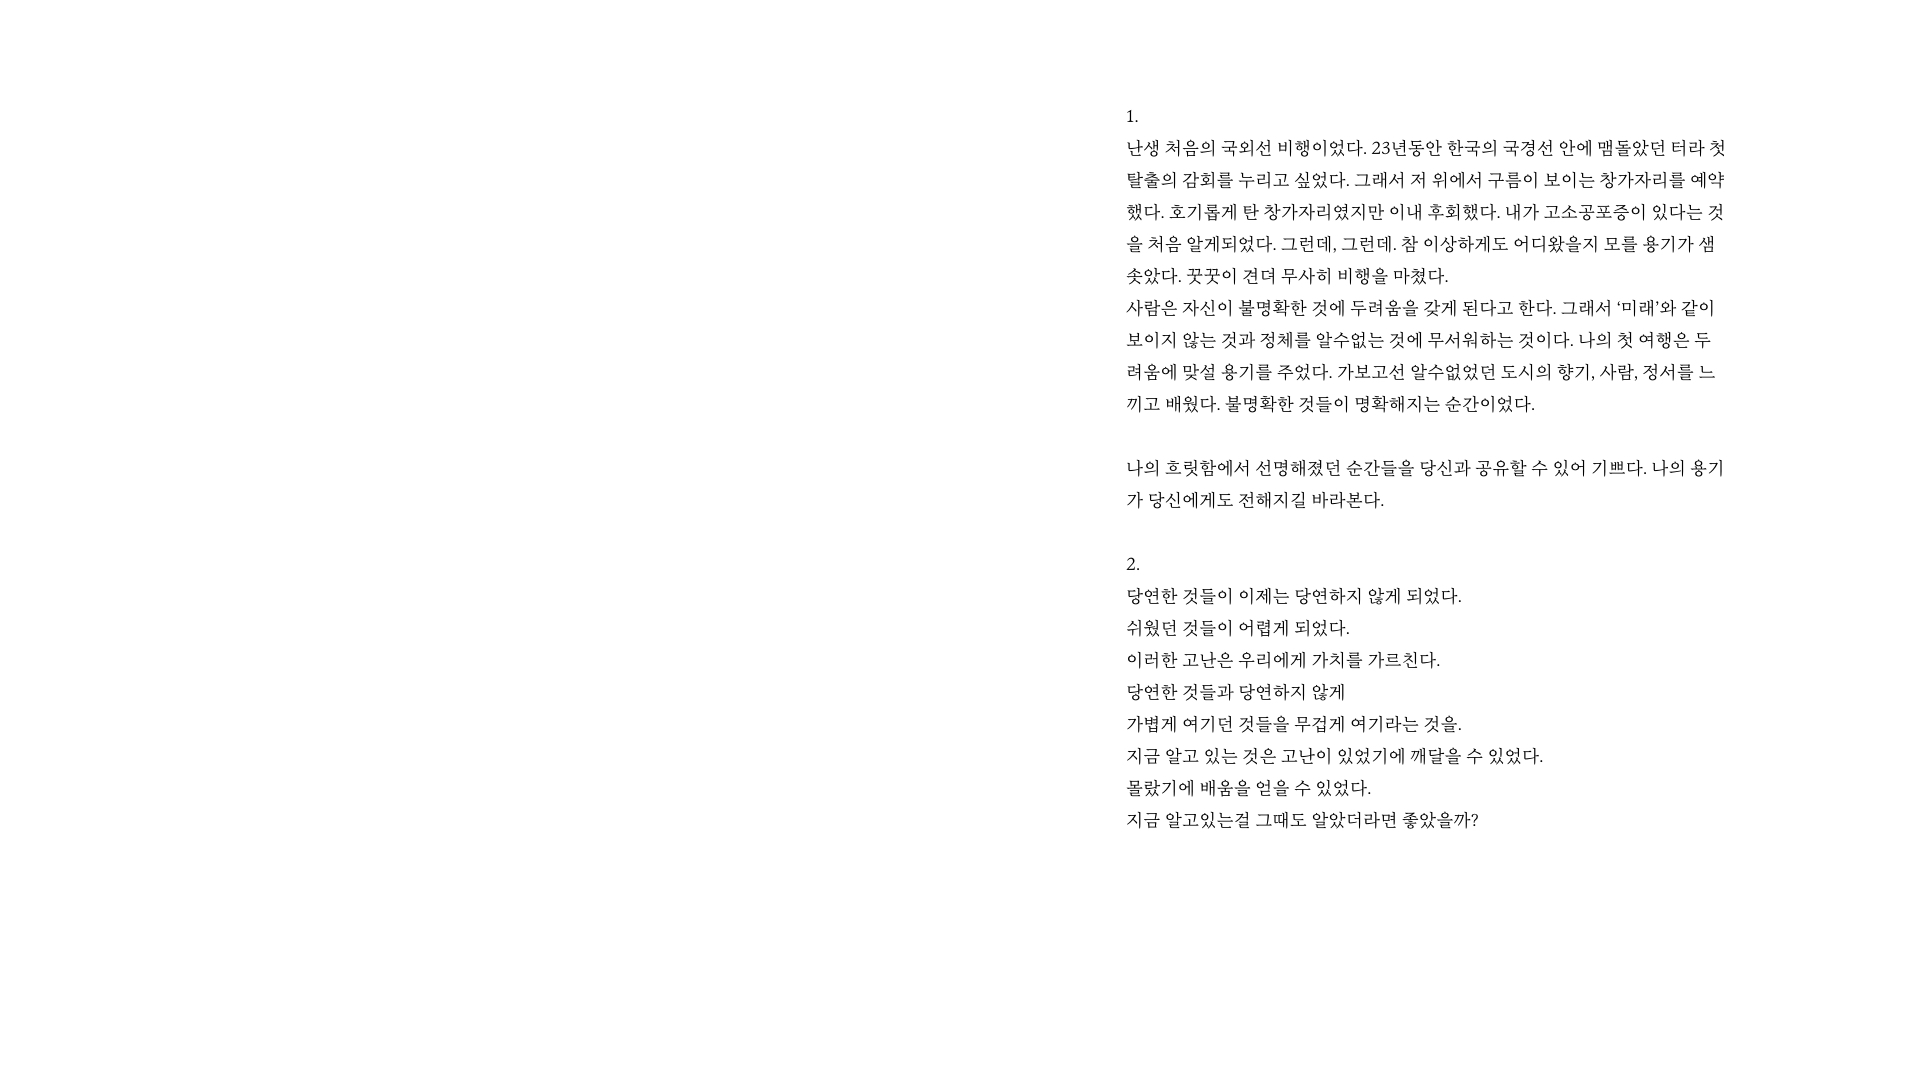 1.
난생 처음의 국외선 비행이었다. 23년동안 한국의 국경선 안에 맴돌았던 터라 첫
탈출의 감회를 누리고 싶었다. 그래서 저 위에서 구름이 보이는 창가자리를 예약
했다. 호기롭게 탄 창가자리였지만 이내 후회했다. 내가 고소공포증이 있다는 것
을 처음 알게되었다. 그런데, 그런데. 참 이상하게도 어디왔을지 모를 용기가 샘
솟았다. 꿋꿋이 견뎌 무사히 비행을 마쳤다.
사람은 자신이 불명확한 것에 두려움을 갖게 된다고 한다. 그래서 ‘미래’와 같이
보이지 않는 것과 정체를 알수없는 것에 무서워하는 것이다. 나의 첫 여행은 두
려움에 맞설 용기를 주었다. 가보고선 알수없었던 도시의 향기, 사람, 정서를 느
끼고 배웠다. 불명확한 것들이 명확해지는 순간이었다.
나의 흐릿함에서 선명해졌던 순간들을 당신과 공유할 수 있어 기쁘다. 나의 용기
가 당신에게도 전해지길 바라본다.
2.
당연한 것들이 이제는 당연하지 않게 되었다.
쉬웠던 것들이 어렵게 되었다.
이러한 고난은 우리에게 가치를 가르친다.
당연한 것들과 당연하지 않게
가볍게 여기던 것들을 무겁게 여기라는 것을.
지금 알고 있는 것은 고난이 있었기에 깨달을 수 있었다.
몰랐기에 배움을 얻을 수 있었다.
지금 알고있는걸 그때도 알았더라면 좋았을까?